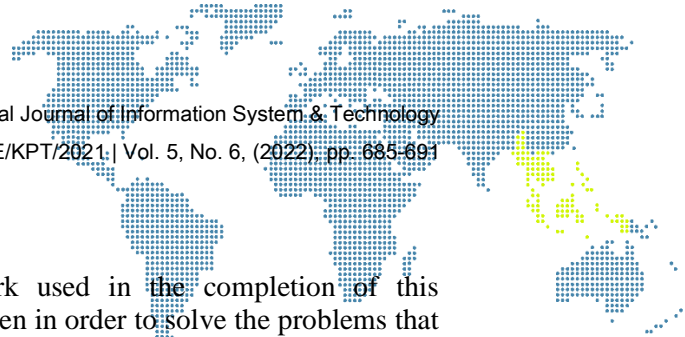 al Journal of Information System & Technology
E/KPT/2021 | Vol. 5, No. 6, (2022), pp. 685-691
rk used in the completion of this
en in order to solve the problems that